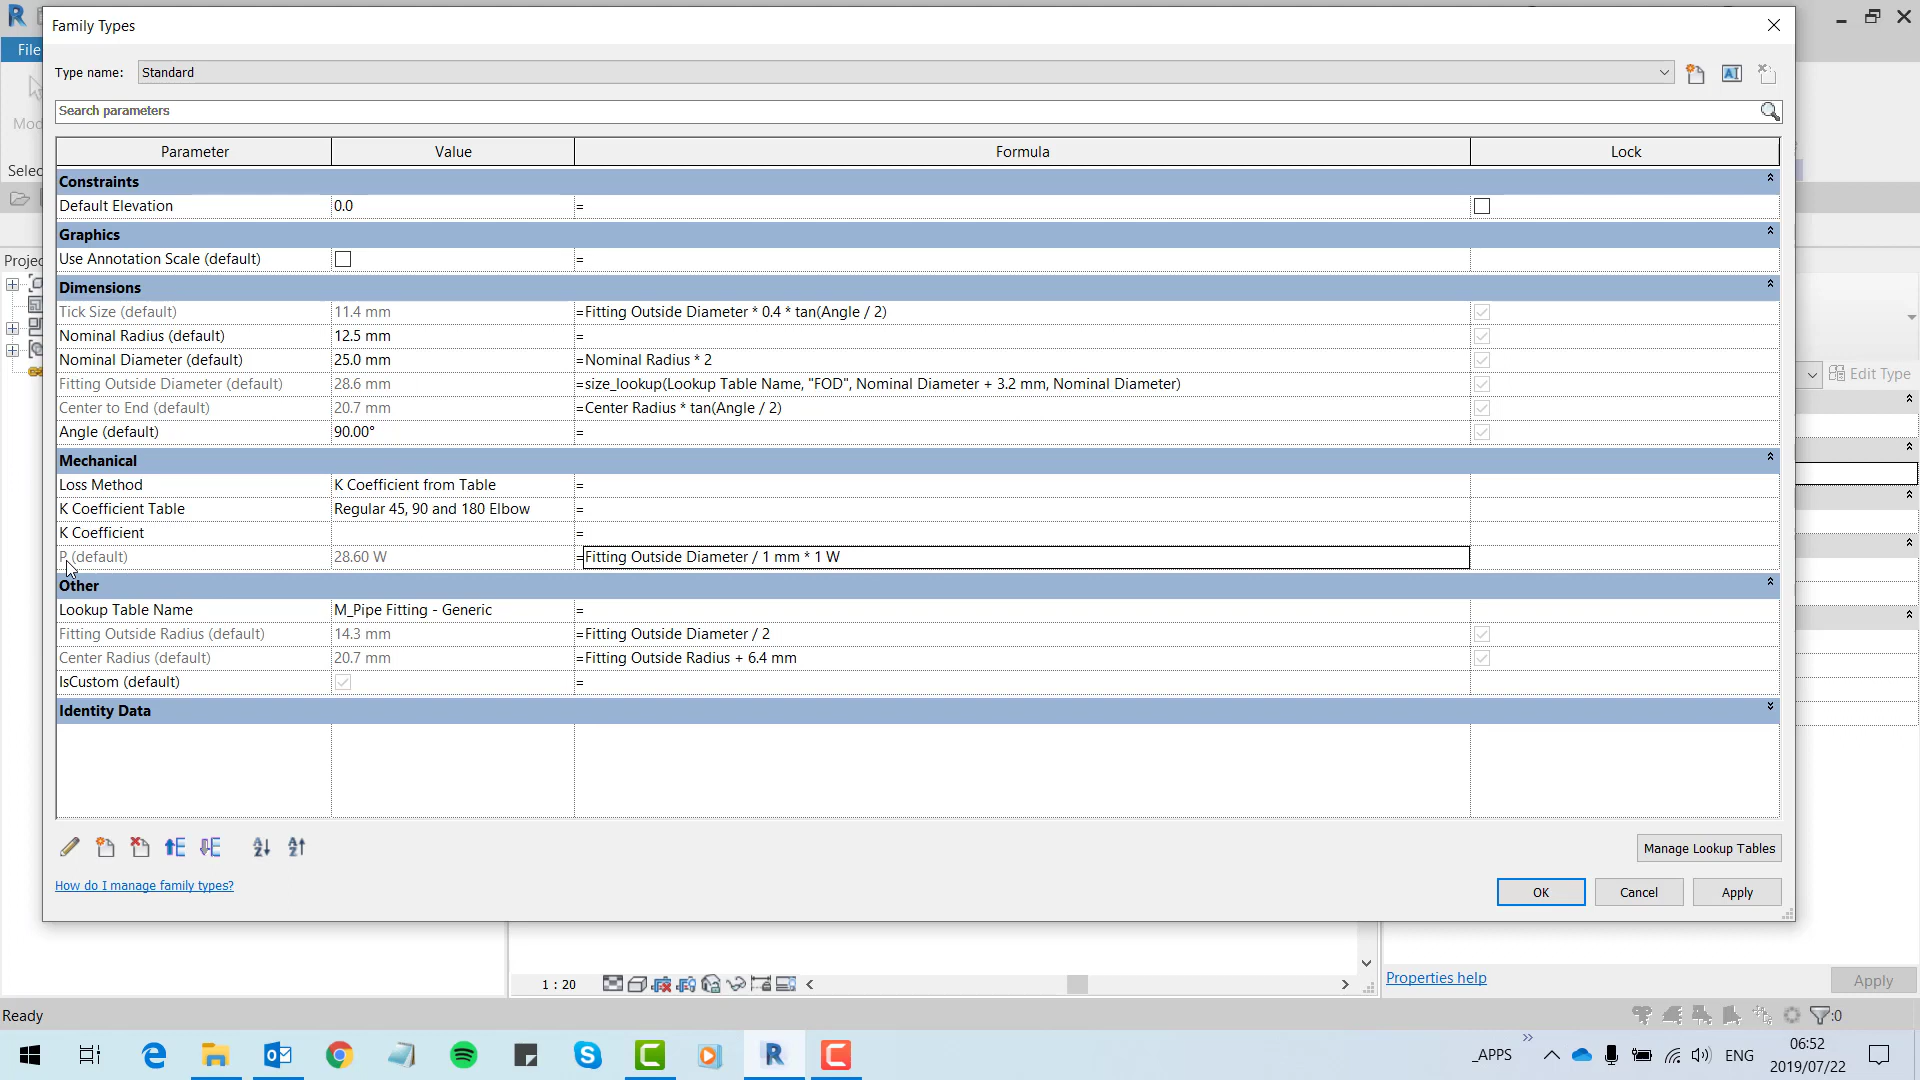 Family Types
File
Type name: Standard
Search parameters
Mod
Selec
Projec
Parameter Value Formula Lock
Constraints
Default Elevation 0.0 =
Graphics
Use Annotation Scale (default) =
Dimensions
Tick Size (default) 11.4 mm =Fitting Outside Diameter * 0.4 * tan(Angle / 2)
Nominal Radius (default) 12.5 mm =
Nominal Diameter (default) 25.0 mm =Nominal Radius * 2
Fitting Outside Diameter (default) 28.6 mm =size_lookup(Lookup Table Name, "FOD", Nominal Diameter + 3.2 mm, Nominal Diameter)
Center to End (default) 20.7 mm =Center Radius * tan(Angle / 2)
Angle (default) 90.00° =
Mechanical
Loss Method K Coefficient from Table =
K Coefficient Table Regular 45, 90 and 180 Elbow =
K Coefficient =
P (default) 28.60 W =Fitting Outside Diameter / 1 mm * 1 W
Other
Lookup Table Name M_Pipe Fitting - Generic =
Fitting Outside Radius (default) 14.3 mm =Fitting Outside Diameter / 2
Center Radius (default) 20.7 mm =Fitting Outside Radius + 6.4 mm
IsCustom (default) =
Identity Data
Edit Type
Manage Lookup Tables
How do I manage family types?
OK Cancel Apply
1 : 20
Properties help Apply
Ready
:0
_APPS ENG 06:52
2019/07/22